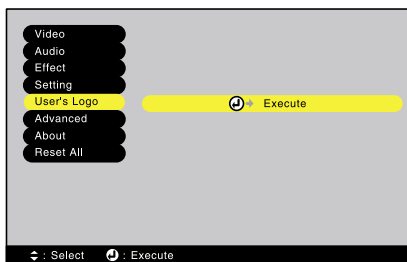 Video
Audio
Effect
Setting
User's Logo
Execute
Advanced
About
Reset All
: Select : Execute